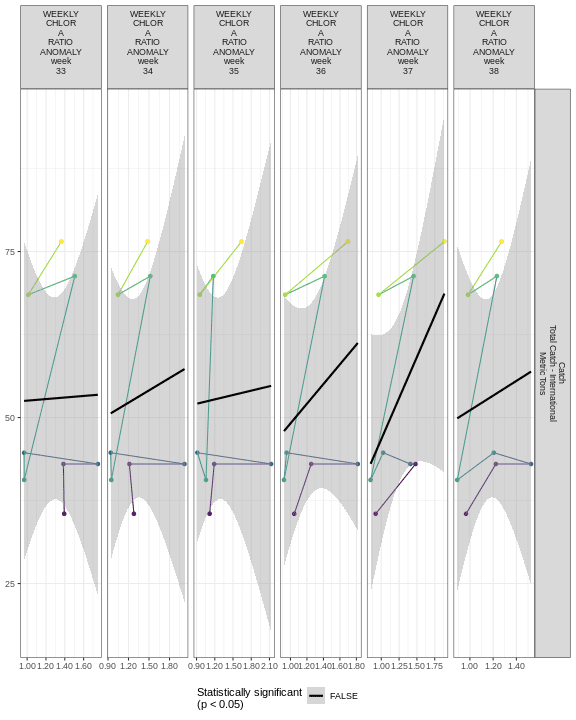 WEEKLY
CHLOR
A
RATIO
ANOMALY
week
33
WEEKLY
CHLOR
A
RATIO
ANOMALY
week
34
WEEKLY
CHLOR
A
RATIO
ANOMALY
week
35
WEEKLY
CHLOR
A
RATIO
ANOMALY
week
36
WEEKLY
CHLOR
A
RATIO
ANOMALY
week
37
WEEKLY
CHLOR
A
RATIO
ANOMALY
week
38
75
50
25
Catch
Total Catch - International
Metric Tons
1.00 1.20 1.40 1.60
0.90 1.20 1.50 1.80
0.90 1.20 1.50 1.80 2.10
1.00 1.20 1.40 1.60 1.80
1.00 1.25 1.50 1.75
1.00 1.20 1.40
Statistically significant
(p < 0.05)
FALSE